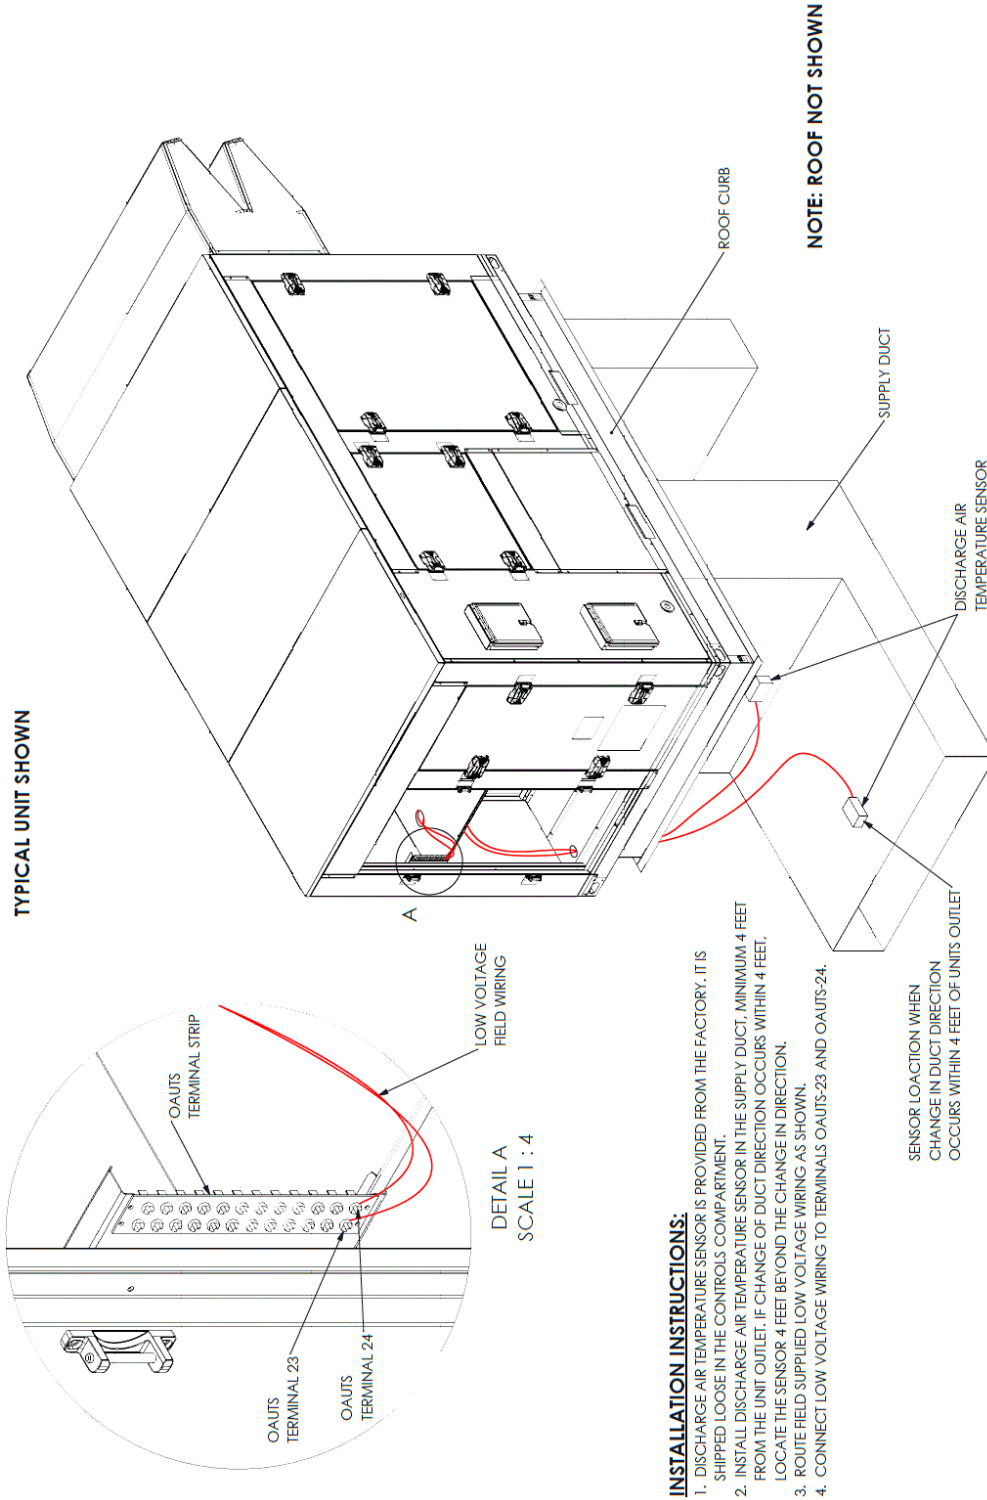 TYPICAL UNIT SHOWN
NOTE: ROOF NOT SHOWN
ROOF CURB
SUPPLY DUCT
DISCHARGE AIR
TEMPERATURE SENSOR
A
OAUTS
TERMINAL STRIP
LOW VOLTAGE
FIELD WIRING
OAUTS
TERMINAL 23
OAUTS
TERMINAL 24
DETAIL A
SCALE 1 : 4
SENSOR LOACTION WHEN
CHANGE IN DUCT DIRECTION
OCCURS WITHIN 4 FEET OF UNITS OUTLET
INSTALLATION INSTRUCTIONS:
1. DISCHARGE AIR TEMPERATURE SENSOR IS PROVIDED FROM THE FACTORY. IT IS
SHIPPED LOOSE IN THE CONTROLS COMPARTMENT.
2. INSTALL DISCHARGE AIR TEMPERATURE SENSOR IN THE SUPPLY DUCT, MINIMUM 4 FEET
FROM THE UNIT OUTLET. IF CHANGE OF DUCT DIRECTION OCCURS WITHIN 4 FEET,
LOCATE THE SENSOR 4 FEET BEYOND THE CHANGE IN DIRECTION.
3. ROUTE FIELD SUPPLIED LOW VOLTAGE WIRING AS SHOWN.
4. CONNECT LOW VOLTAGE WIRING TO TERMINALS OAUTS-23 AND OAUTS-24.